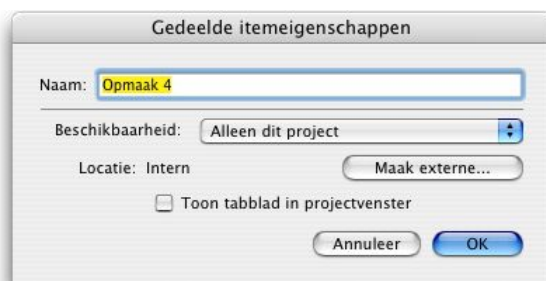 Gedeelde itemeigenschappen
Naam: Opmaak 4
Beschikbaarheid: Alleen dit project
Locatie: Intern Maak externe...
Toon tabblad in projectvenster
Annuleer OK